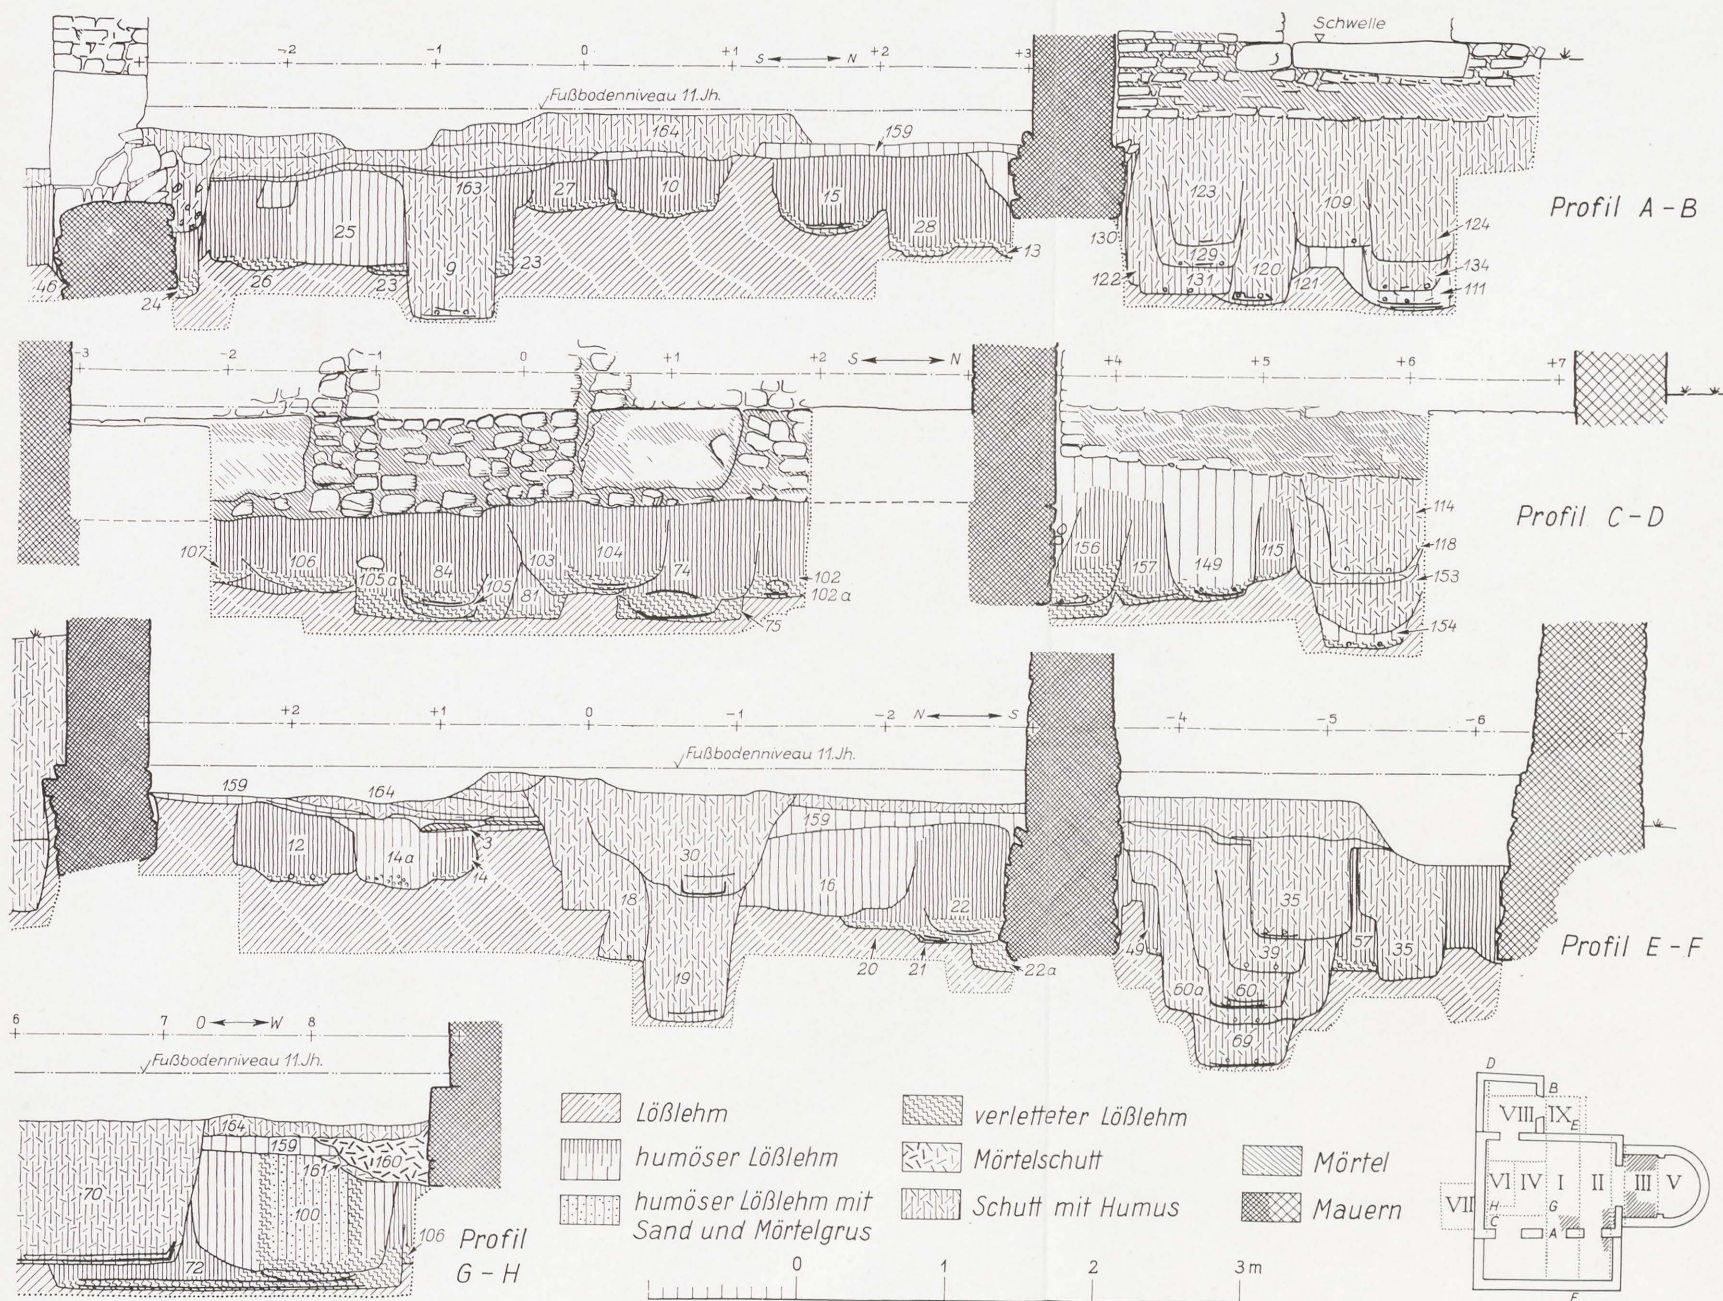 -2 -1 0 +1 S N +2 +3
Schwelle
Fußbodenniveau 11.Jh.
164 159
163 27 10 15 28 25 9 23 23 26 24 46 13
123 109 124 130 129 120 134 122 131 121 111
Profil A - B
-3 -2 -1 0 +1 +2 S N +4 +5 +6 +7
107 106 105a 84 105 103 81 104 74 102 102a 75
156 157 149 115 114 118 153 154
Profil C - D
+2 +1 0 -1 -2 N S -4 -5 -6
Fußbodenniveau 11.Jh.
159 164 159
12 14a 3 14 18 30 19 16 22 20 21 22a
49 35 39 57 35 60a 60 69
Profil E - F
6 7 O W 8
Fußbodenniveau 11.Jh.
164 159 161 160
70 100 72 106
Profil
G - H
Lößlehm
humöser Lößlehm
humöser Lößlehm mit
Sand und Mörtelgrus
verletteter Lößlehm
Mörtelschutt
Schutt mit Humus
Mörtel
Mauern
0 1 2 3 m
D B
VIII IX E
VI IV I II III V
VII H G
C A
F